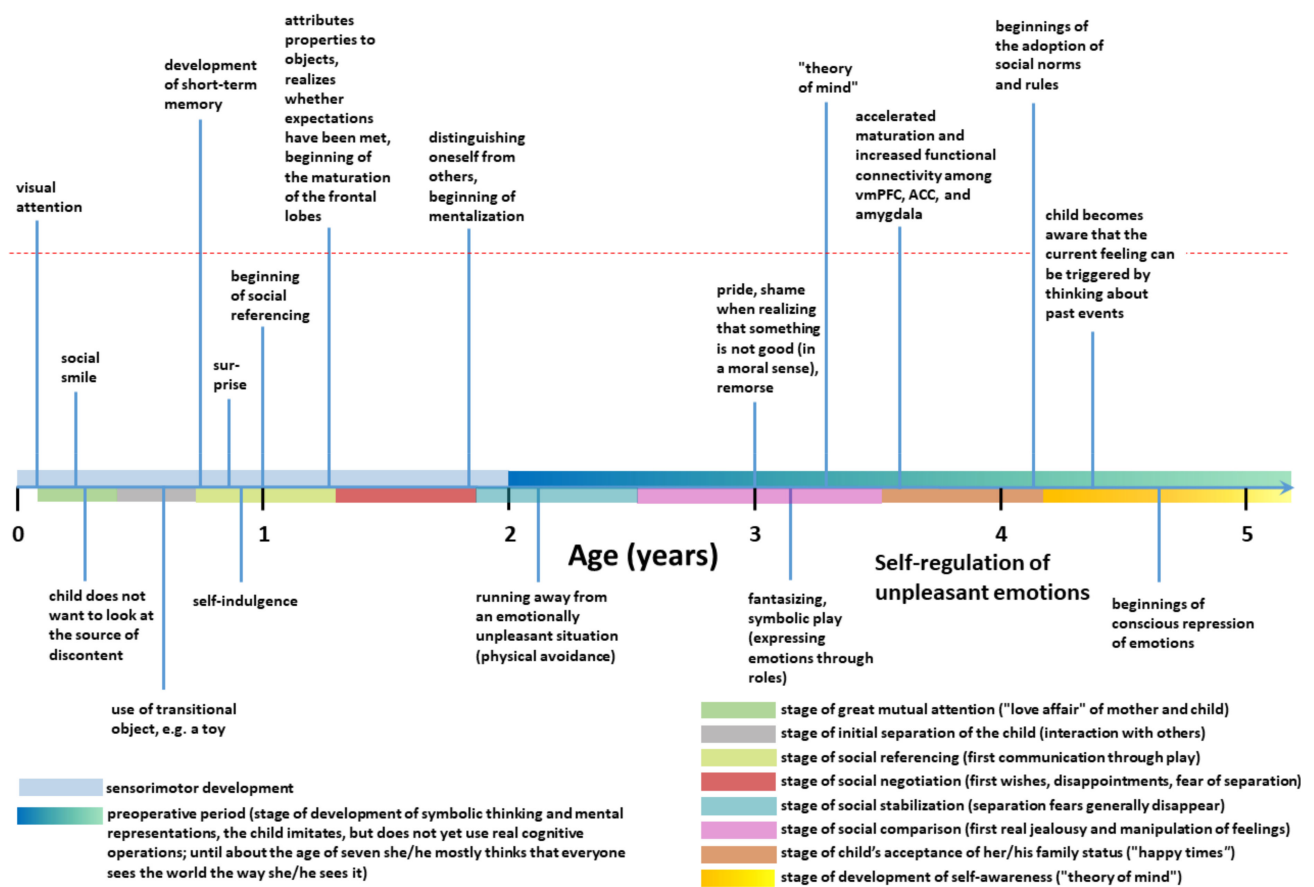 visual
attention
social
smile
development
of short-term
memory
sur-
prise
beginning
of social
referencing
attributes
properties to
objects,
realizes
whether
expectations
have been met,
beginning of
the maturation
of the frontal
lobes
distinguishing
oneself from
others,
beginning of
mentalization
pride, shame
when realizing
that something
is not good (in
a moral sense),
remorse
"theory
of mind"
accelerated
maturation and
increased functional
connectivity among
vmPFC, ACC, and
amygdala
beginnings of
the adoption of
social norms
and rules
child becomes
aware that the
current feeling can
be triggered by
thinking about
past events
0
1
2
3
4
5
Age (years)
Self-regulation of
unpleasant emotions
child does not
want to look at
the source of
discontent
use of transitional
object, e.g. a toy
self-indulgence
running away from
an emotionally
unpleasant situation
(physical avoidance)
fantasizing,
symbolic play
(expressing
emotions through
roles)
beginnings of
conscious repression
of emotions
sensorimotor development
preoperative period (stage of development of symbolic thinking and mental
representations, the child imitates, but does not yet use real cognitive
operations; until about the age of seven she/he mostly thinks that everyone
sees the world the way she/he sees it)
stage of great mutual attention ("love affair" of mother and child)
stage of initial separation of the child (interaction with others)
stage of social referencing (first communication through play)
stage of social negotiation (first wishes, disappointments, fear of separation)
stage of social stabilization (separation fears generally disappear)
stage of social comparison (first real jealousy and manipulation of feelings)
stage of child’s acceptance of her/his family status ("happy times”)
stage of development of self-awareness ("theory of mind")